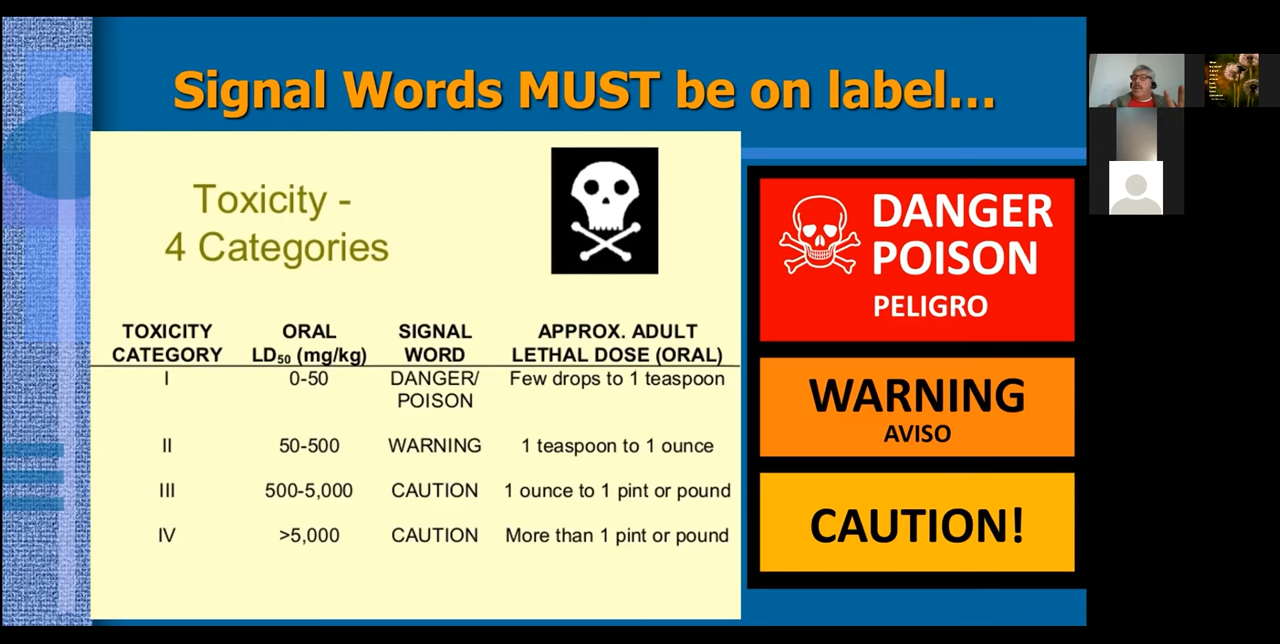 Signal Words MUST be on label...
Toxicity -
4 Categories
TOXICITY CATEGORY ORAL LD₅₀ (mg/kg) SIGNAL WORD APPROX. ADULT LETHAL DOSE (ORAL)
I 0-50 DANGER/ POISON Few drops to 1 teaspoon
II 50-500 WARNING 1 teaspoon to 1 ounce
III 500-5,000 CAUTION 1 ounce to 1 pint or pound
IV >5,000 CAUTION More than 1 pint or pound
DANGER
POISON
PELIGRO
WARNING
AVISO
CAUTION!